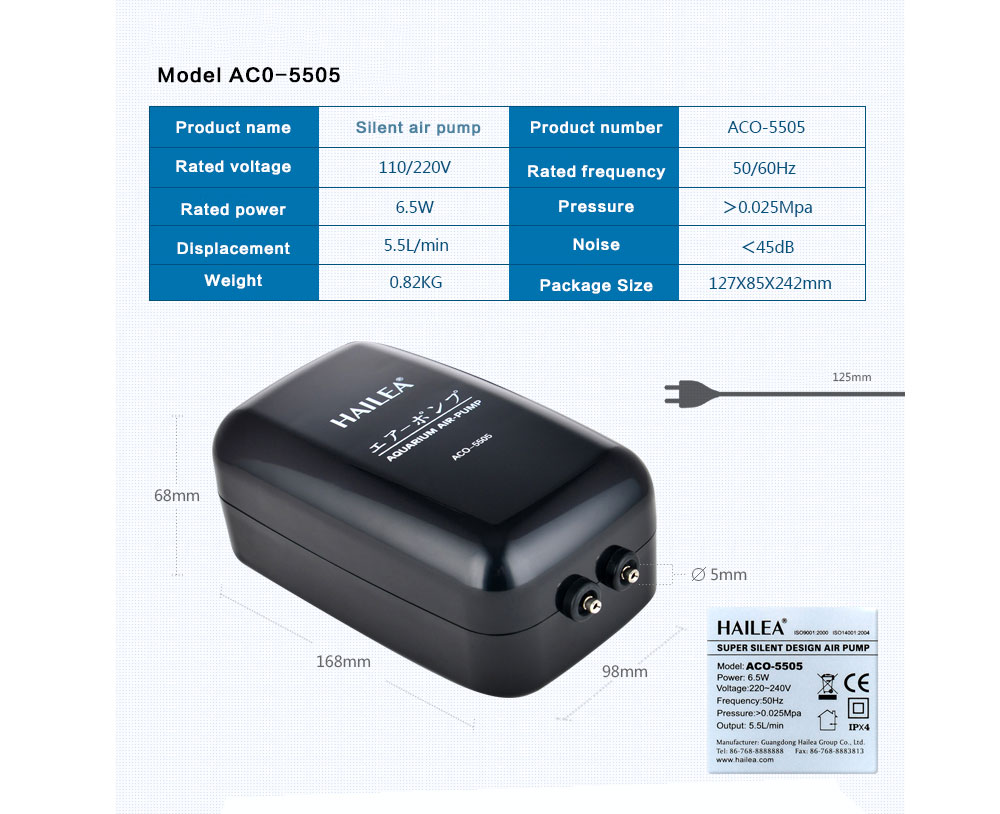 Model AC0-5505
Product name Silent air pump Product number ACO-5505
Rated voltage 110/220V Rated frequency 50/60Hz
Rated power 6.5W Pressure >0.025Mpa
Displacement 5.5L/min Noise <45dB
Weight 0.82KG Package Size 127X85X242mm
125mm
HAILEA®
エアーポンプ
AQUARIUM AIR-PUMP
ACO-5505
68mm
∅ 5mm
168mm
98mm
HAILEA® ISO9001:2000 ISO14001:2004
SUPER SILENT DESIGN AIR PUMP
Model: ACO-5505
Power: 6.5W
Voltage:220~240V
Frequency:50Hz
Pressure:>0.025Mpa
Output: 5.5L/min
CE
IPX4
Manufacturer: Guangdong Hailea Group Co., Ltd.
Tel: 86-768-8888888 Fax: 86-768-8883813
www.hailea.com